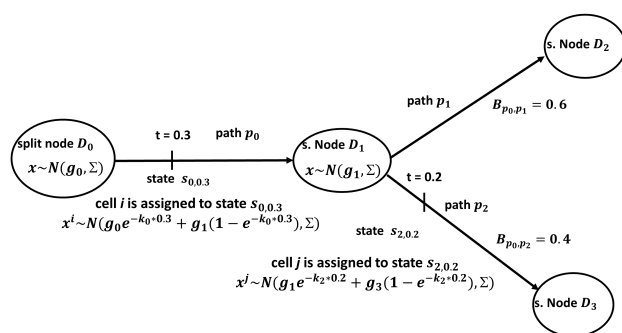 s. Node D₂
path p₁
B_{p₀,p₁} = 0.6
split node D₀
x~N(g₀, Σ)
t = 0.3
path p₀
state s_{0,0.3}
s. Node D₁
x~N(g₁, Σ)
cell i is assigned to state s_{0,0.3}
xⁱ~N(g₀e^{-k₀*0.3} + g₁(1 − e^{-k₀*0.3}), Σ)
t = 0.2
path p₂
state s_{2,0.2}
B_{p₀,p₂} = 0.4
cell j is assigned to state s_{2,0.2}
xʲ~N(g₁e^{-k₂*0.2} + g₃(1 − e^{-k₂*0.2}), Σ)
s. Node D₃